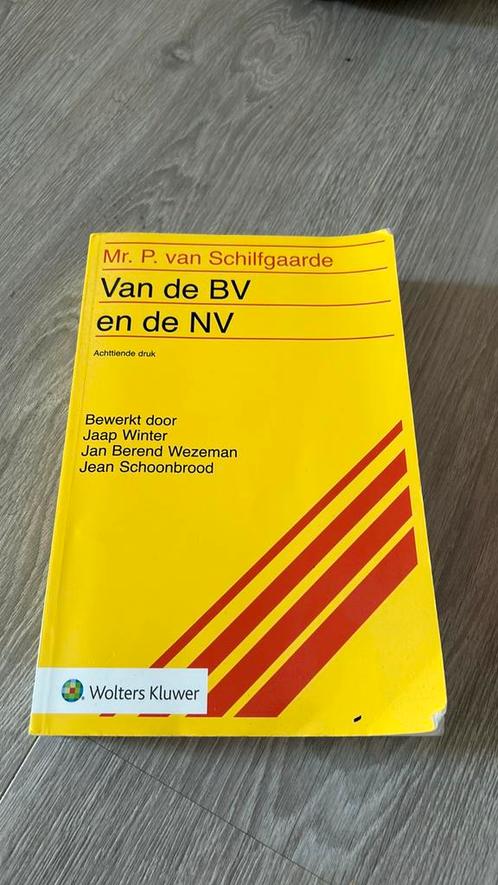 Mr. P. van Schilfgaarde
Van de BV
en de NV
Achttiende druk
Bewerkt door
Jaap Winter
Jan Berend Wezeman
Jean Schoonbrood
Wolters Kluwer